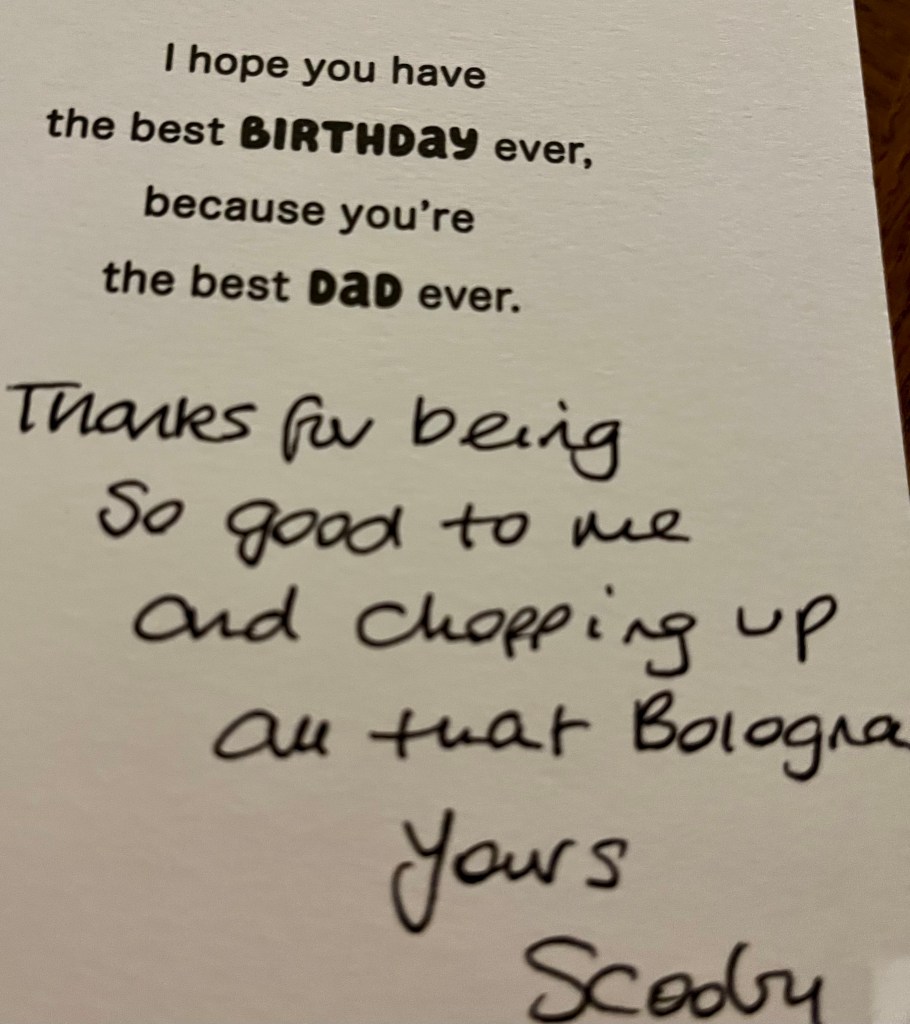 I hope you have
the best BIRTHDAY ever,
because you're
the best DAD ever.
Thanks for being
So good to me
and chopping up
all that Bologna
Yours
Scooby